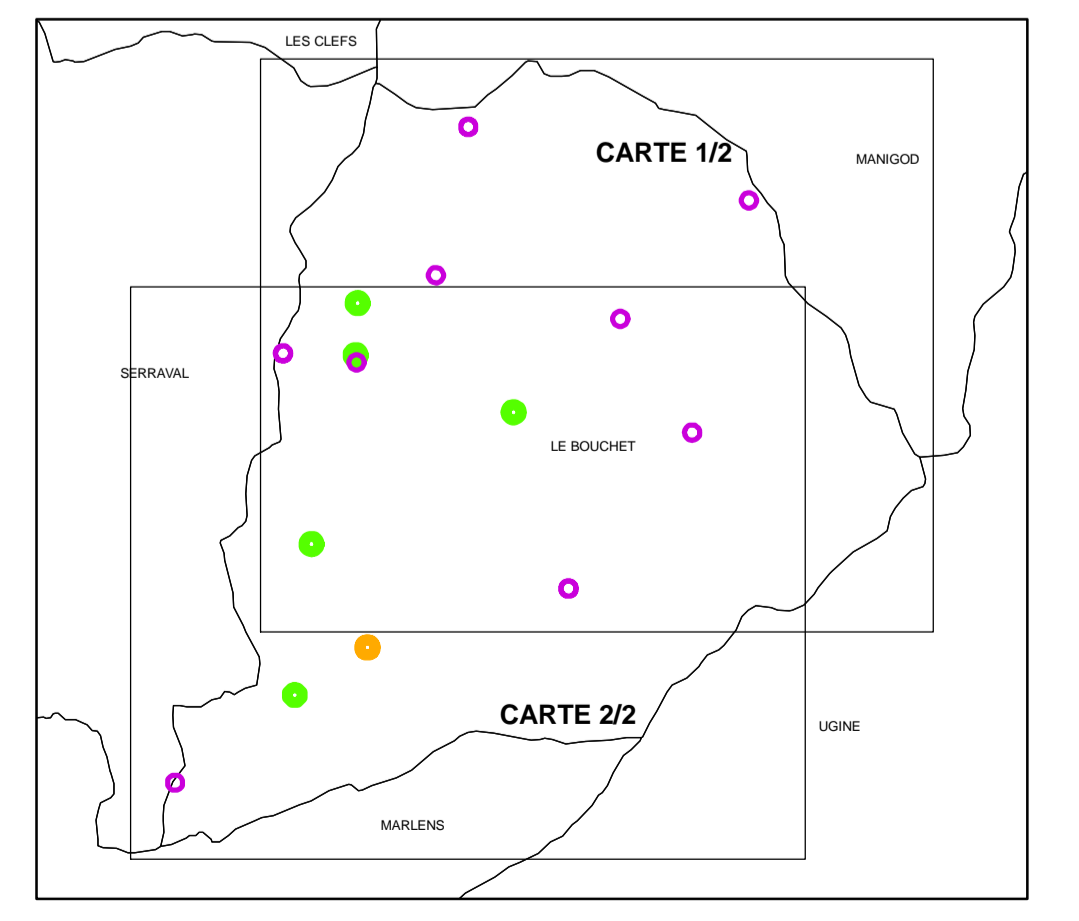 LES CLEFS
CARTE 1/2
MANIGOD
SERRAVAL
LE BOUCHET
CARTE 2/2
UGINE
MARLENS